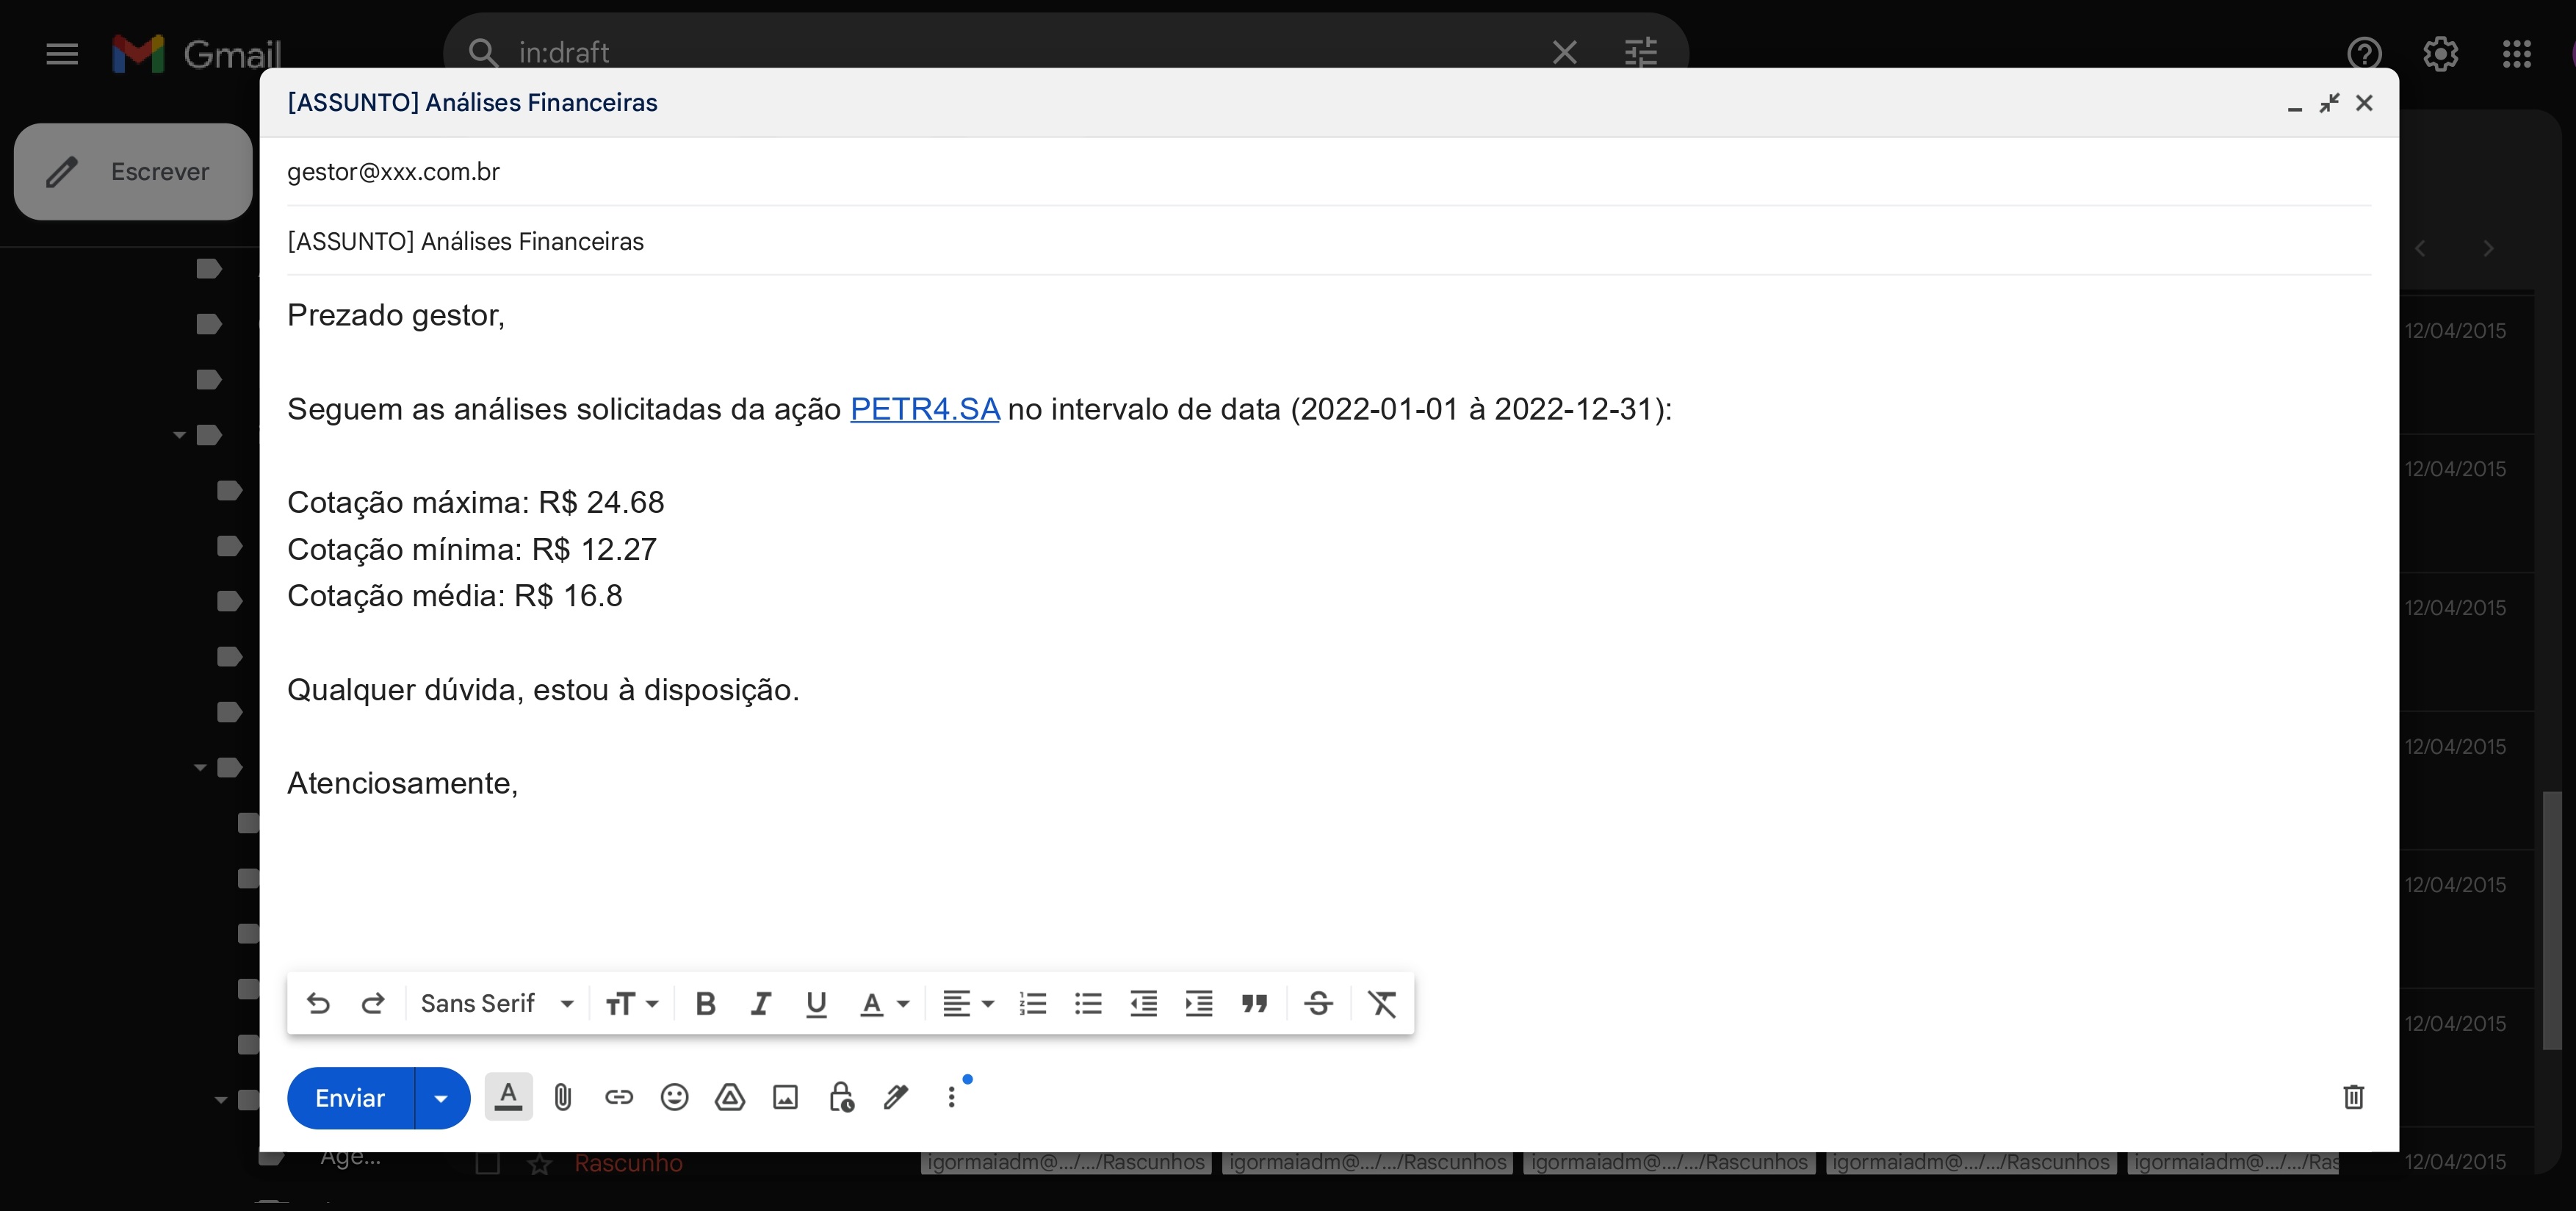 Gmail
in:draft
[ASSUNTO] Análises Financeiras
Escrever
gestor@xxx.com.br
[ASSUNTO] Análises Financeiras
Prezado gestor,
Seguem as análises solicitadas da ação PETR4.SA no intervalo de data (2022-01-01 à 2022-12-31):
Cotação máxima: R$ 24.68
Cotação mínima: R$ 12.27
Cotação média: R$ 16.8
Qualquer dúvida, estou à disposição.
Atenciosamente,
12/04/2015
12/04/2015
12/04/2015
12/04/2015
12/04/2015
12/04/2015
Sans Serif
Enviar
Age...
Rascunho igormaiadm@.../.../Rascunhos igormaiadm@.../.../Rascunhos igormaiadm@.../.../Rascunhos igormaiadm@.../.../Rascunhos igormaiadm@.../.../Ras 12/04/2015